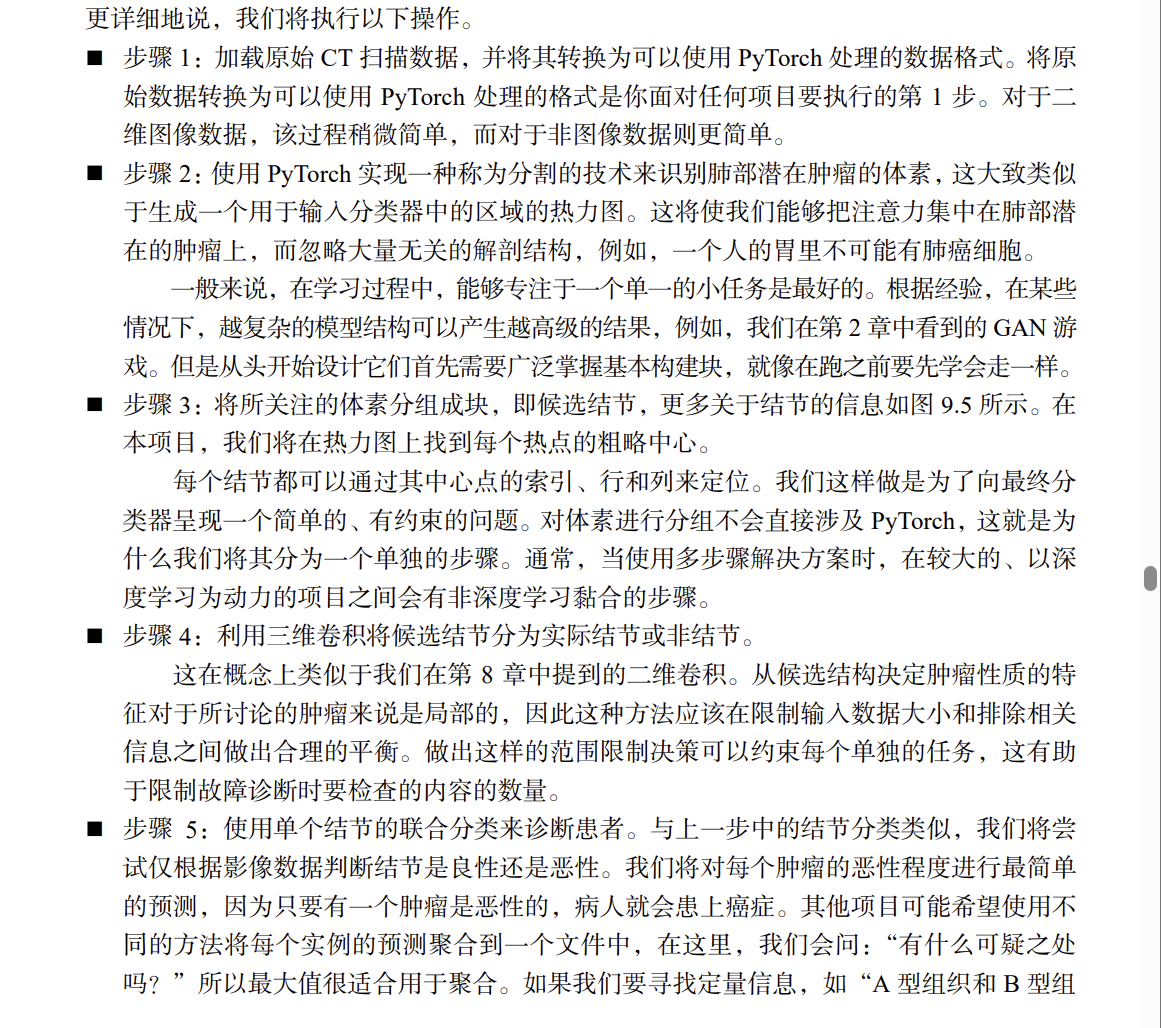 更详细地说，我们将执行以下操作。
■ 步骤 1：加载原始 CT 扫描数据，并将其转换为可以使用 PyTorch 处理的数据格式。将原
始数据转换为可以使用 PyTorch 处理的格式是你面对任何项目要执行的第 1 步。对于二
维图像数据，该过程稍微简单，而对于非图像数据则更简单。
■ 步骤 2：使用 PyTorch 实现一种称为分割的技术来识别肺部潜在肿瘤的体素，这大致类似
于生成一个用于输入分类器中的区域的热力图。这将使我们能够把注意力集中在肺部潜
在的肿瘤上，而忽略大量无关的解剖结构，例如，一个人的胃里不可能有肺癌细胞。
一般来说，在学习过程中，能够专注于一个单一的小任务是最好的。根据经验，在某些
情况下，越复杂的模型结构可以产生越高级的结果，例如，我们在第 2 章中看到的 GAN 游
戏。但是从头开始设计它们首先需要广泛掌握基本构建块，就像在跑之前要先学会走一样。
■ 步骤 3：将所关注的体素分组成块，即候选结节，更多关于结节的信息如图 9.5 所示。在
本项目，我们将在热力图上找到每个热点的粗略中心。
每个结节都可以通过其中心点的索引、行和列来定位。我们这样做是为了向最终分
类器呈现一个简单的、有约束的问题。对体素进行分组不会直接涉及 PyTorch，这就是为
什么我们将其分为一个单独的步骤。通常，当使用多步骤解决方案时，在较大的、以深
度学习为动力的项目之间会有非深度学习黏合的步骤。
■ 步骤 4：利用三维卷积将候选结节分为实际结节或非结节。
这在概念上类似于我们在第 8 章中提到的二维卷积。从候选结构决定肿瘤性质的特
征对于所讨论的肿瘤来说是局部的，因此这种方法应该在限制输入数据大小和排除相关
信息之间做出合理的平衡。做出这样的范围限制决策可以约束每个单独的任务，这有助
于限制故障诊断时要检查的内容的数量。
■ 步骤 5：使用单个结节的联合分类来诊断患者。与上一步中的结节分类类似，我们将尝
试仅根据影像数据判断结节是良性还是恶性。我们将对每个肿瘤的恶性程度进行最简单
的预测，因为只要有一个肿瘤是恶性的，病人就会患上癌症。其他项目可能希望使用不
同的方法将每个实例的预测聚合到一个文件中，在这里，我们会问：“有什么可疑之处
吗？”所以最大值很适合用于聚合。如果我们要寻找定量信息，如“A 型组织和 B 型组